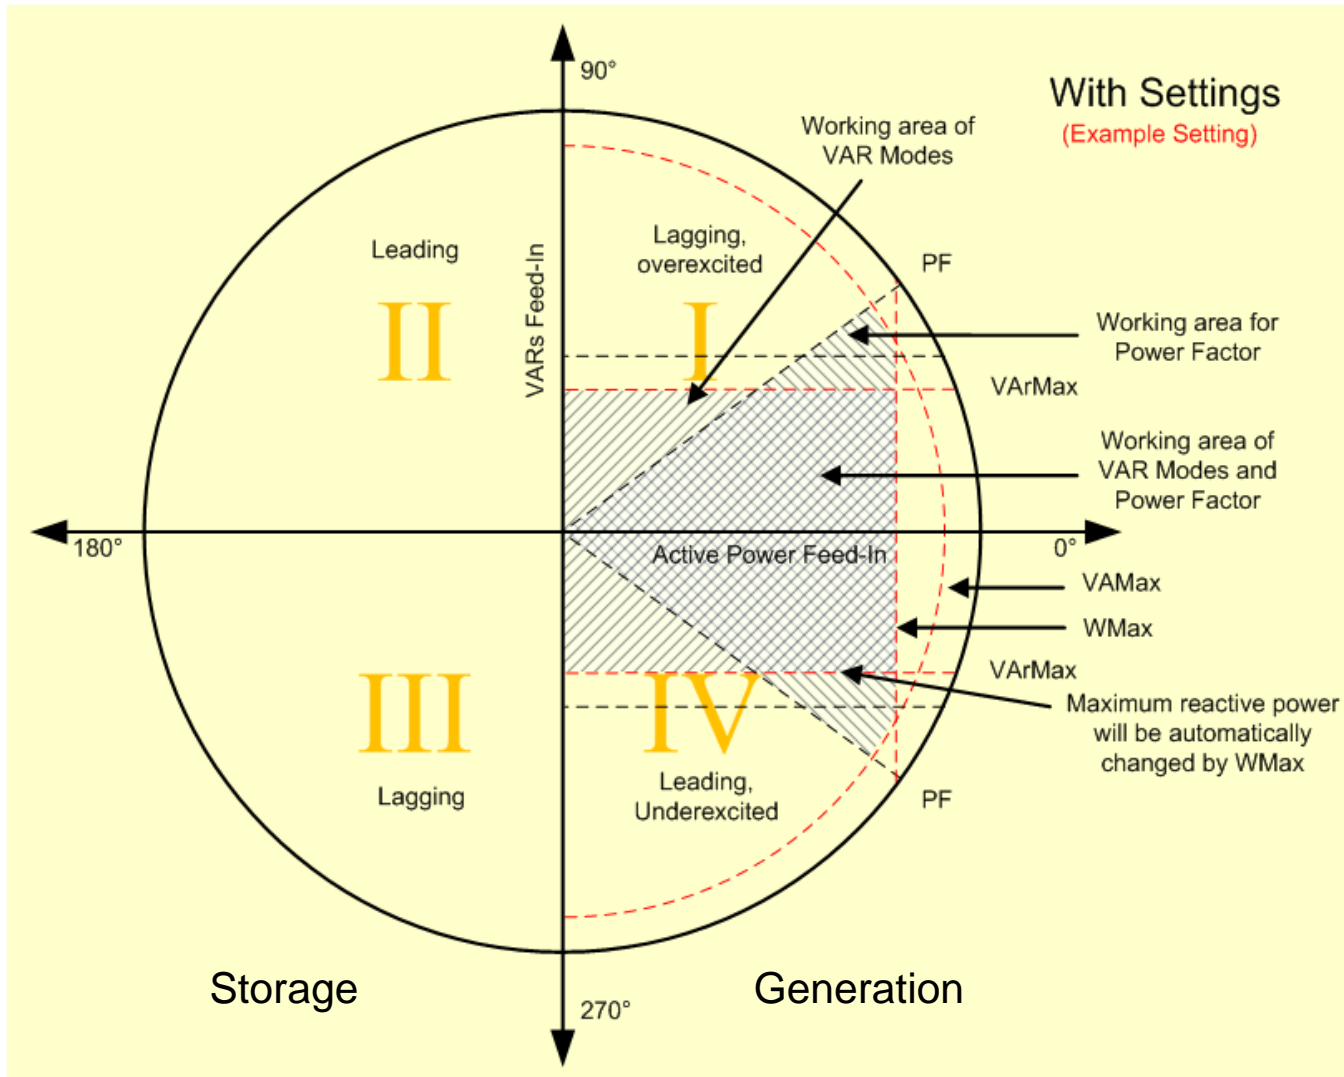 90°
With Settings
(Example Setting)
Working area of
VAR Modes
Leading
Lagging,
overexcited
PF
VARs Feed-In
II
I
Working area for
Power Factor
VArMax
Working area of
VAR Modes and
Power Factor
180°
Active Power Feed-In
0°
VAMax
WMax
VArMax
III
IV
Maximum reactive power
will be automatically
changed by WMax
Lagging
Leading,
Underexcited
PF
Storage
Generation
270°